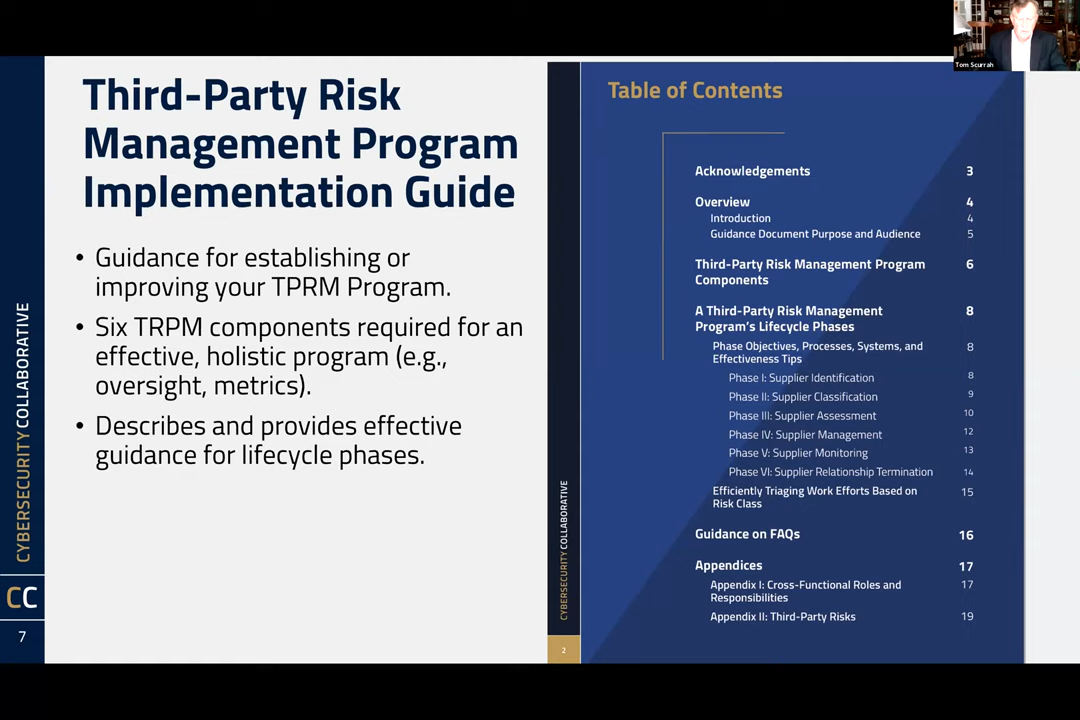 Tom Scurrah
Third-Party Risk
Management Program
Implementation Guide
• Guidance for establishing or
improving your TPRM Program.
• Six TRPM components required for an
effective, holistic program (e.g.,
oversight, metrics).
• Describes and provides effective
guidance for lifecycle phases.
CYBERSECURITY COLLABORATIVE
CC
7
Table of Contents
Acknowledgements 3
Overview 4
Introduction 4
Guidance Document Purpose and Audience 5
Third-Party Risk Management Program 6
Components
A Third-Party Risk Management 8
Program's Lifecycle Phases
Phase Objectives, Processes, Systems, and 8
Effectiveness Tips
Phase I: Supplier Identification 8
Phase II: Supplier Classification 9
Phase III: Supplier Assessment 10
Phase IV: Supplier Management 12
Phase V: Supplier Monitoring 13
Phase VI: Supplier Relationship Termination 14
Efficiently Triaging Work Efforts Based on 15
Risk Class
Guidance on FAQs 16
Appendices 17
Appendix I: Cross-Functional Roles and 17
Responsibilities
Appendix II: Third-Party Risks 19
CYBERSECURITY COLLABORATIVE
2